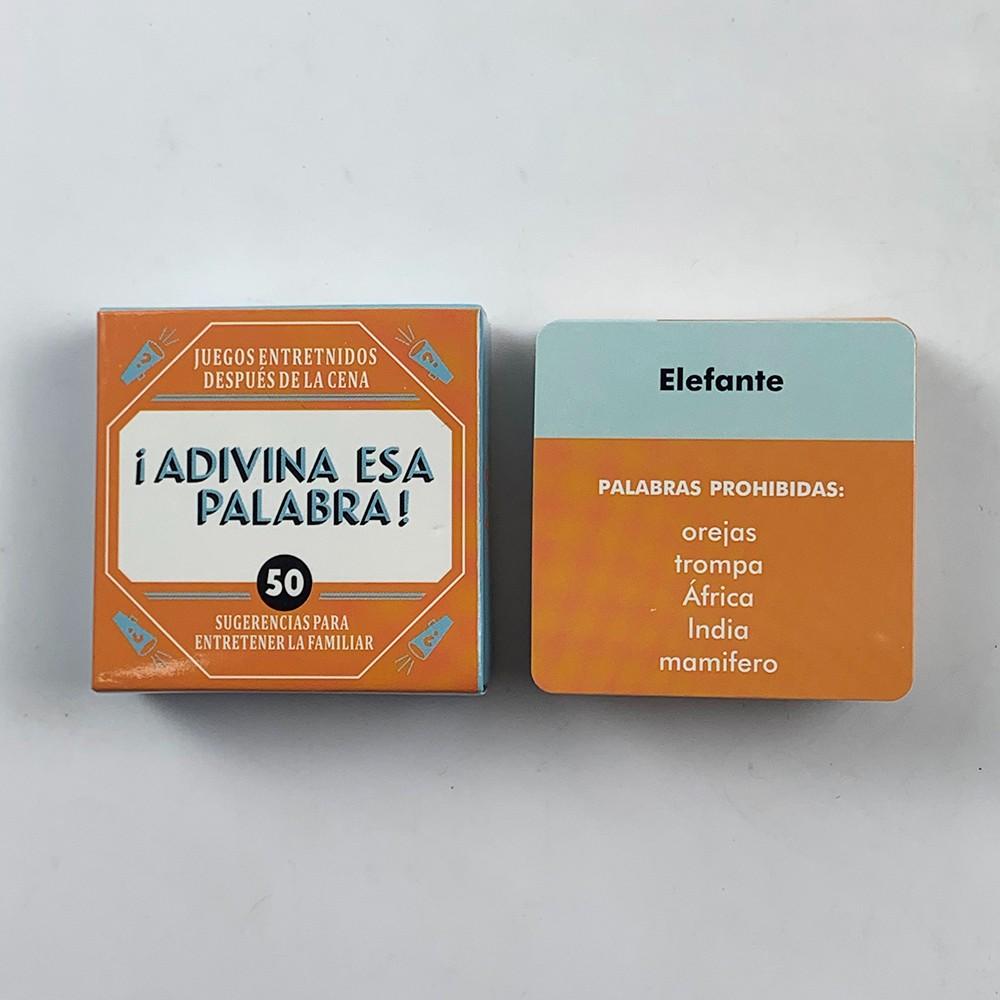 JUEGOS ENTRETNIDOS
DESPUÉS DE LA CENA
¡ADIVINA ESA
PALABRA!
50
SUGERENCIAS PARA
ENTRETENER LA FAMILIAR
?
?
?
?
Elefante
PALABRAS PROHIBIDAS:
orejas
trompa
África
India
mamifero